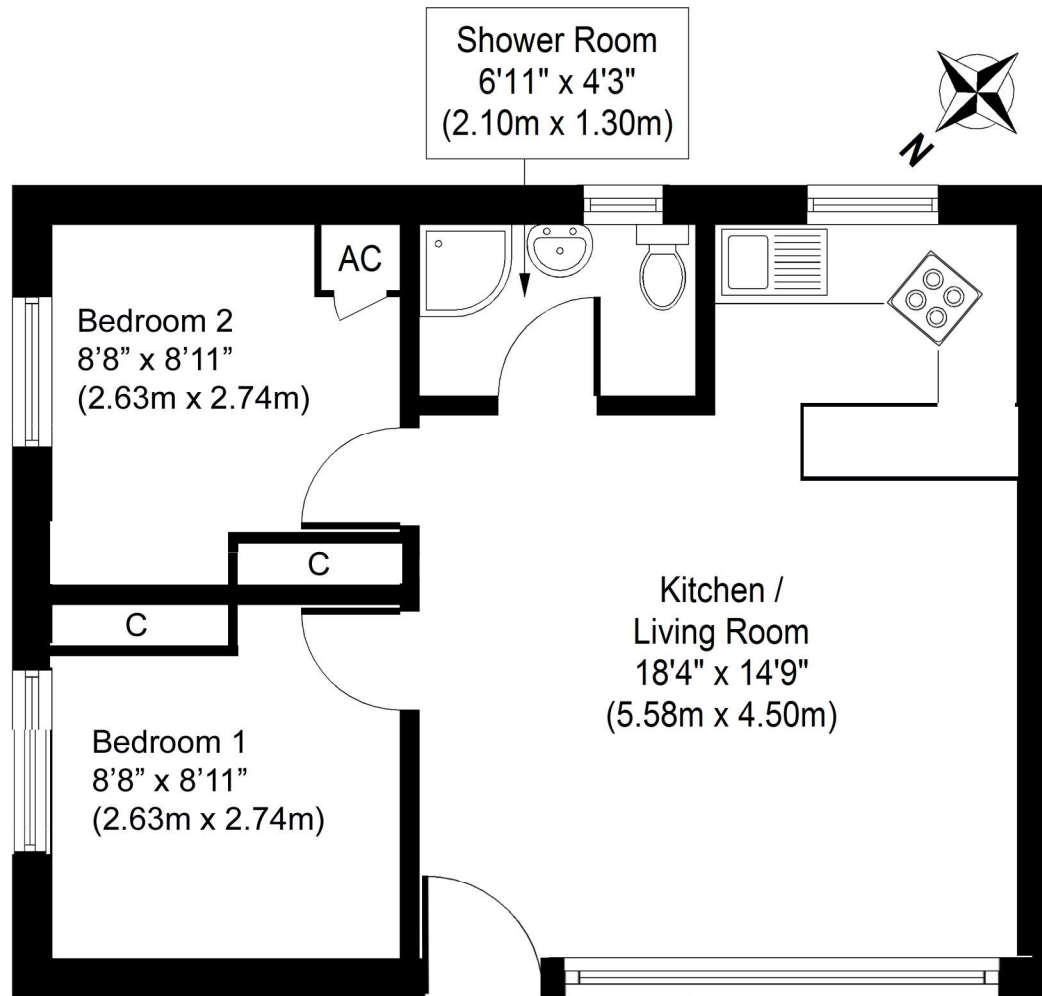 Shower Room
6'11" x 4'3"
(2.10m x 1.30m)
N
AC
Bedroom 2
8’8” x 8’11”
(2.63m x 2.74m)
C
C
Kitchen /
Living Room
18'4" x 14'9"
(5.58m x 4.50m)
Bedroom 1
8’8” x 8’11”
(2.63m x 2.74m)